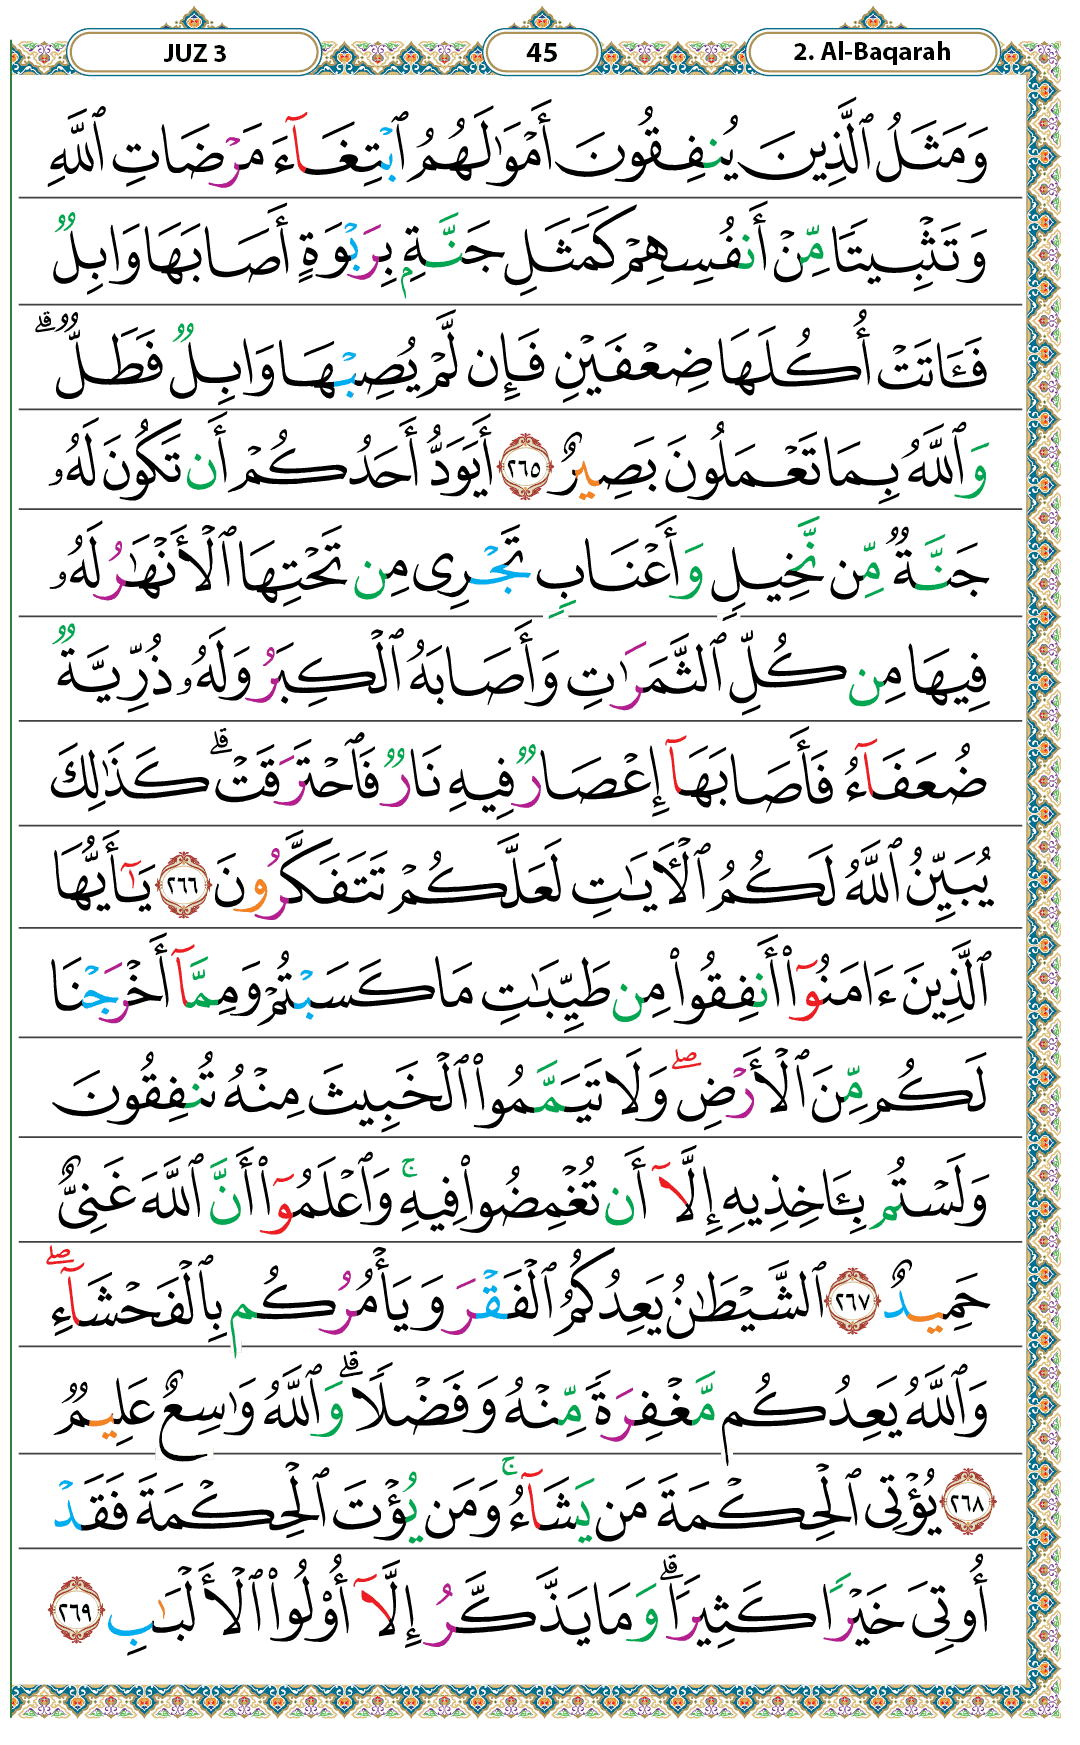 JUZ 3
45
2. Al-Baqarah
وَمَثَلُ ٱلَّذِينَ يُنفِقُونَ أَمْوَٰلَهُمُ ٱبْتِغَآءَ مَرْضَاتِ ٱللَّهِ
وَتَثْبِيتًا مِّنْ أَنفُسِهِمْ كَمَثَلِ جَنَّةٍۭ بِرَبْوَةٍ أَصَابَهَا وَابِلٌ
فَـَٔاتَتْ أُكُلَهَا ضِعْفَيْنِ فَإِن لَّمْ يُصِبْهَا وَابِلٌ فَطَلٌّ ۗ
وَٱللَّهُ بِمَا تَعْمَلُونَ بَصِيرٌ ٢٦٥ أَيَوَدُّ أَحَدُكُمْ أَن تَكُونَ لَهُۥ
جَنَّةٌ مِّن نَّخِيلٍ وَأَعْنَابٍ تَجْرِى مِن تَحْتِهَا ٱلْأَنْهَٰرُ لَهُۥ
فِيهَا مِن كُلِّ ٱلثَّمَرَٰتِ وَأَصَابَهُ ٱلْكِبَرُ وَلَهُۥ ذُرِّيَّةٌ
ضُعَفَآءُ فَأَصَابَهَآ إِعْصَارٌ فِيهِ نَارٌ فَٱحْتَرَقَتْ ۗ كَذَٰلِكَ
يُبَيِّنُ ٱللَّهُ لَكُمُ ٱلْـَٔايَٰتِ لَعَلَّكُمْ تَتَفَكَّرُونَ ٢٦٦ يَٰٓأَيُّهَا
ٱلَّذِينَ ءَامَنُوٓا۟ أَنفِقُوا۟ مِن طَيِّبَٰتِ مَا كَسَبْتُمْ وَمِمَّآ أَخْرَجْنَا
لَكُم مِّنَ ٱلْأَرْضِ ۖ وَلَا تَيَمَّمُوا۟ ٱلْخَبِيثَ مِنْهُ تُنفِقُونَ
وَلَسْتُم بِـَٔاخِذِيهِ إِلَّآ أَن تُغْمِضُوا۟ فِيهِ ۚ وَٱعْلَمُوٓا۟ أَنَّ ٱللَّهَ غَنِىٌّ
حَمِيدٌ ٢٦٧ ٱلشَّيْطَٰنُ يَعِدُكُمُ ٱلْفَقْرَ وَيَأْمُرُكُم بِٱلْفَحْشَآءِ ۖ
وَٱللَّهُ يَعِدُكُم مَّغْفِرَةً مِّنْهُ وَفَضْلًا ۗ وَٱللَّهُ وَٰسِعٌ عَلِيمٌ
٢٦٨ يُؤْتِى ٱلْحِكْمَةَ مَن يَشَآءُ ۚ وَمَن يُؤْتَ ٱلْحِكْمَةَ فَقَدْ
أُوتِىَ خَيْرًا كَثِيرًا ۗ وَمَا يَذَّكَّرُ إِلَّآ أُو۟لُوا۟ ٱلْأَلْبَٰبِ ٢٦٩